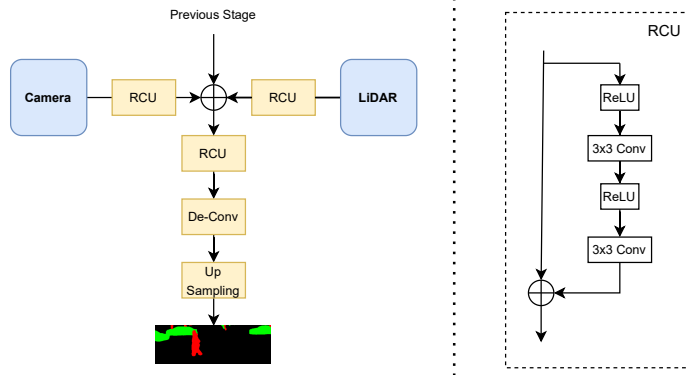 Previous Stage
Camera
RCU
RCU
LiDAR
RCU
De-Conv
Up
Sampling
RCU
ReLU
3x3 Conv
ReLU
3x3 Conv